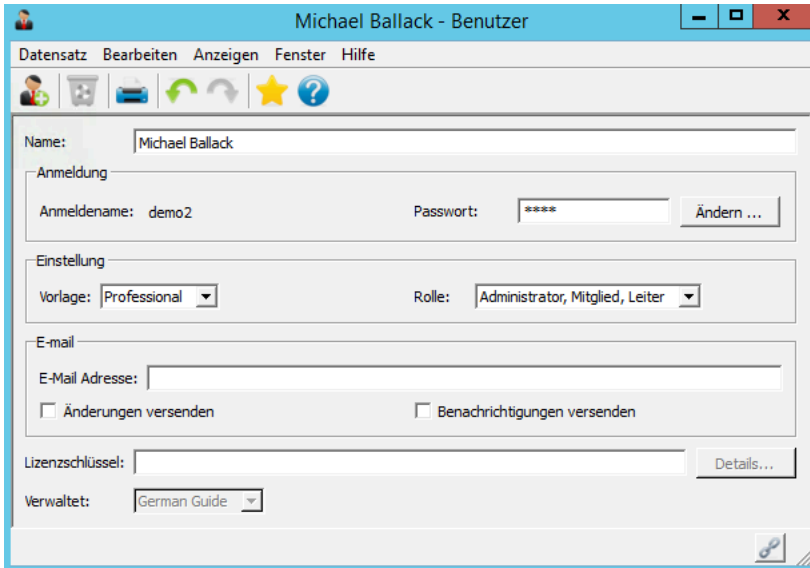 Michael Ballack - Benutzer
Datensatz Bearbeiten Anzeigen Fenster Hilfe
Name: Michael Ballack
Anmeldung
Anmeldename: demo2 Passwort: **** Ändern ...
Einstellung
Vorlage: Professional Rolle: Administrator, Mitglied, Leiter
E-mail
E-Mail Adresse:
Änderungen versenden Benachrichtigungen versenden
Lizenzschlüssel: Details...
Verwaltet: German Guide